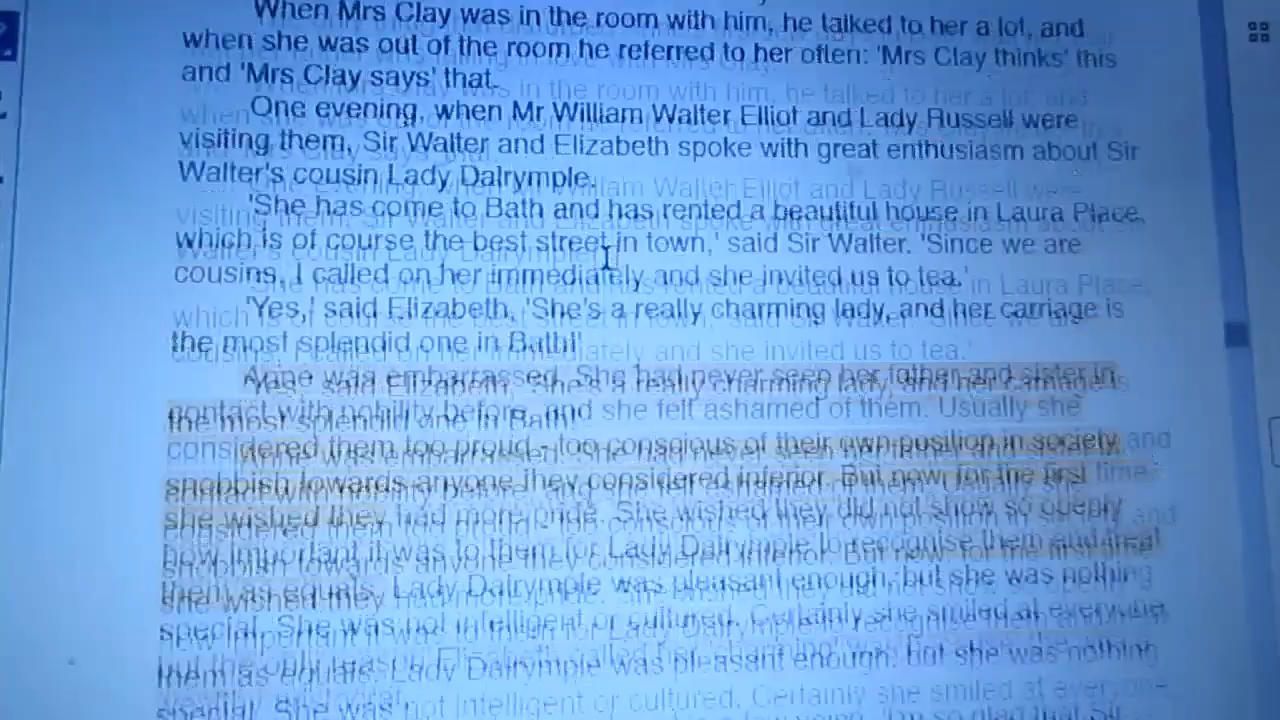 When Mrs Clay was in the room with him, he talked to her a lot, and
when she was out of the room he referred to her often: 'Mrs Clay thinks' this
and 'Mrs Clay says' that.
One evening, when Mr William Walter Elliot and Lady Russell were
visiting them, Sir Walter and Elizabeth spoke with great enthusiasm about Sir
Walter's cousin Lady Dalrymple.
'She has come to Bath and has rented a beautiful house in Laura Place,
which is of course the best street in town,' said Sir Walter. 'Since we are
cousins, I called on her immediately and she invited us to tea.'
'Yes,' said Elizabeth, 'She's a really charming lady, and her carriage is
the most splendid one in Bath!'
Anne was embarrassed. She had never seen her father and sister in
contact with nobility before, and she felt ashamed of them. Usually she
considered them too proud - too conscious of their own position in society and
snobbish towards anyone they considered inferior. But now for the first time
she wished they had more pride. She wished they did not show so openly
how important it was to them for Lady Dalrymple to recognise them and treat
them as equals. Lady Dalrymple was pleasant enough, but she was nothing
special. She was not intelligent or cultured. Certainly she smiled at everyone